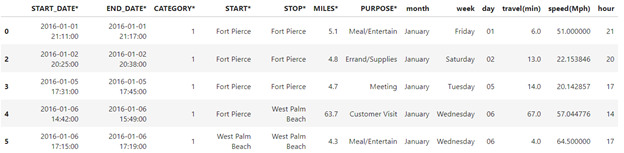 START_DATE* END_DATE* CATEGORY* START* STOP* MILES* PURPOSE* month week day travel(min) speed(Mph) hour
0 2016-01-01 21:11:00 2016-01-01 21:17:00 1 Fort Pierce Fort Pierce 5.1 Meal/Entertain January Friday 01 6.0 51.000000 21
2 2016-01-02 20:25:00 2016-01-02 20:38:00 1 Fort Pierce Fort Pierce 4.8 Errand/Supplies January Saturday 02 13.0 22.153846 20
3 2016-01-05 17:31:00 2016-01-05 17:45:00 1 Fort Pierce Fort Pierce 4.7 Meeting January Tuesday 05 14.0 20.142857 17
4 2016-01-06 14:42:00 2016-01-06 15:49:00 1 Fort Pierce West Palm Beach 63.7 Customer Visit January Wednesday 06 67.0 57.044776 14
5 2016-01-06 17:15:00 2016-01-06 17:19:00 1 West Palm Beach West Palm Beach 4.3 Meal/Entertain January Wednesday 06 4.0 64.500000 17